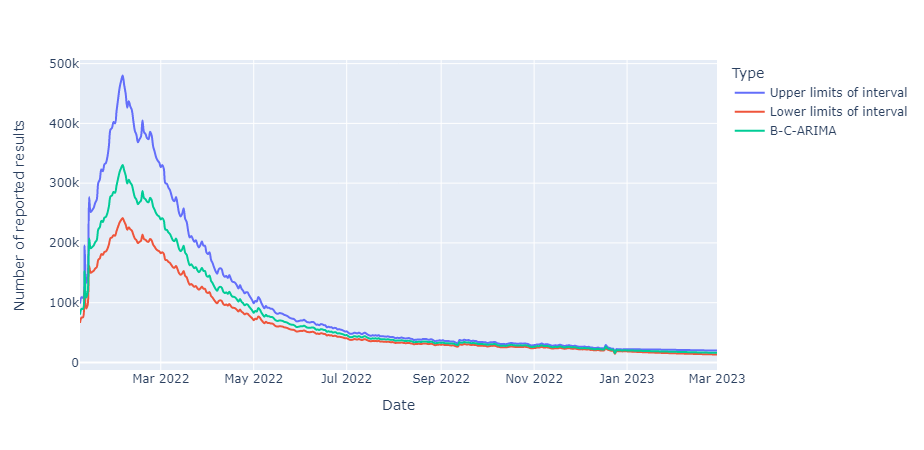 500k
400k
300k
200k
100k
0
Number of reported results
Mar 2022
May 2022
Jul 2022
Sep 2022
Nov 2022
Jan 2023
Mar 2023
Date
Type
Upper limits of interval
Lower limits of interval
B-C-ARIMA